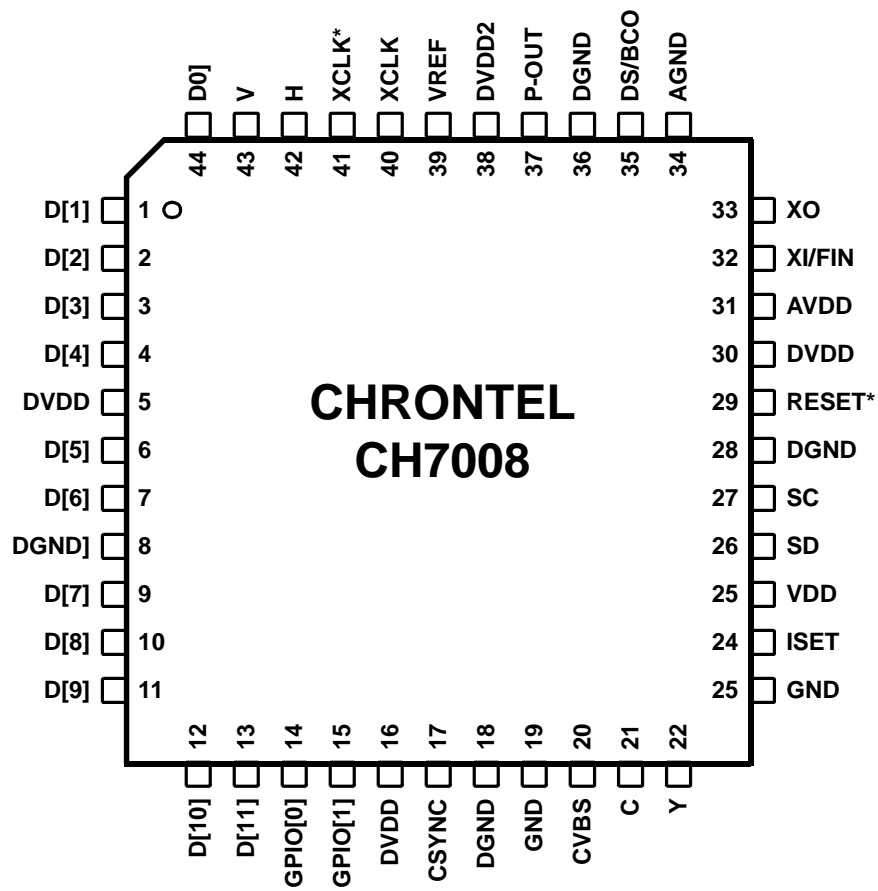 D0]
V
H
XCLK*
XCLK
VREF
DVDD2
P-OUT
DGND
DS/BCO
AGND
44
43
42
41
40
39
38
37
36
35
34
D[1] 1
D[2] 2
D[3] 3
D[4] 4
DVDD 5
D[5] 6
D[6] 7
DGND] 8
D[7] 9
D[8] 10
D[9] 11
CHRONTEL
CH7008
33 XO
32 XI/FIN
31 AVDD
30 DVDD
29 RESET*
28 DGND
27 SC
26 SD
25 VDD
24 ISET
25 GND
12
13
14
15
16
17
18
19
20
21
22
D[10]
D[11]
GPIO[0]
GPIO[1]
DVDD
CSYNC
DGND
GND
CVBS
C
Y